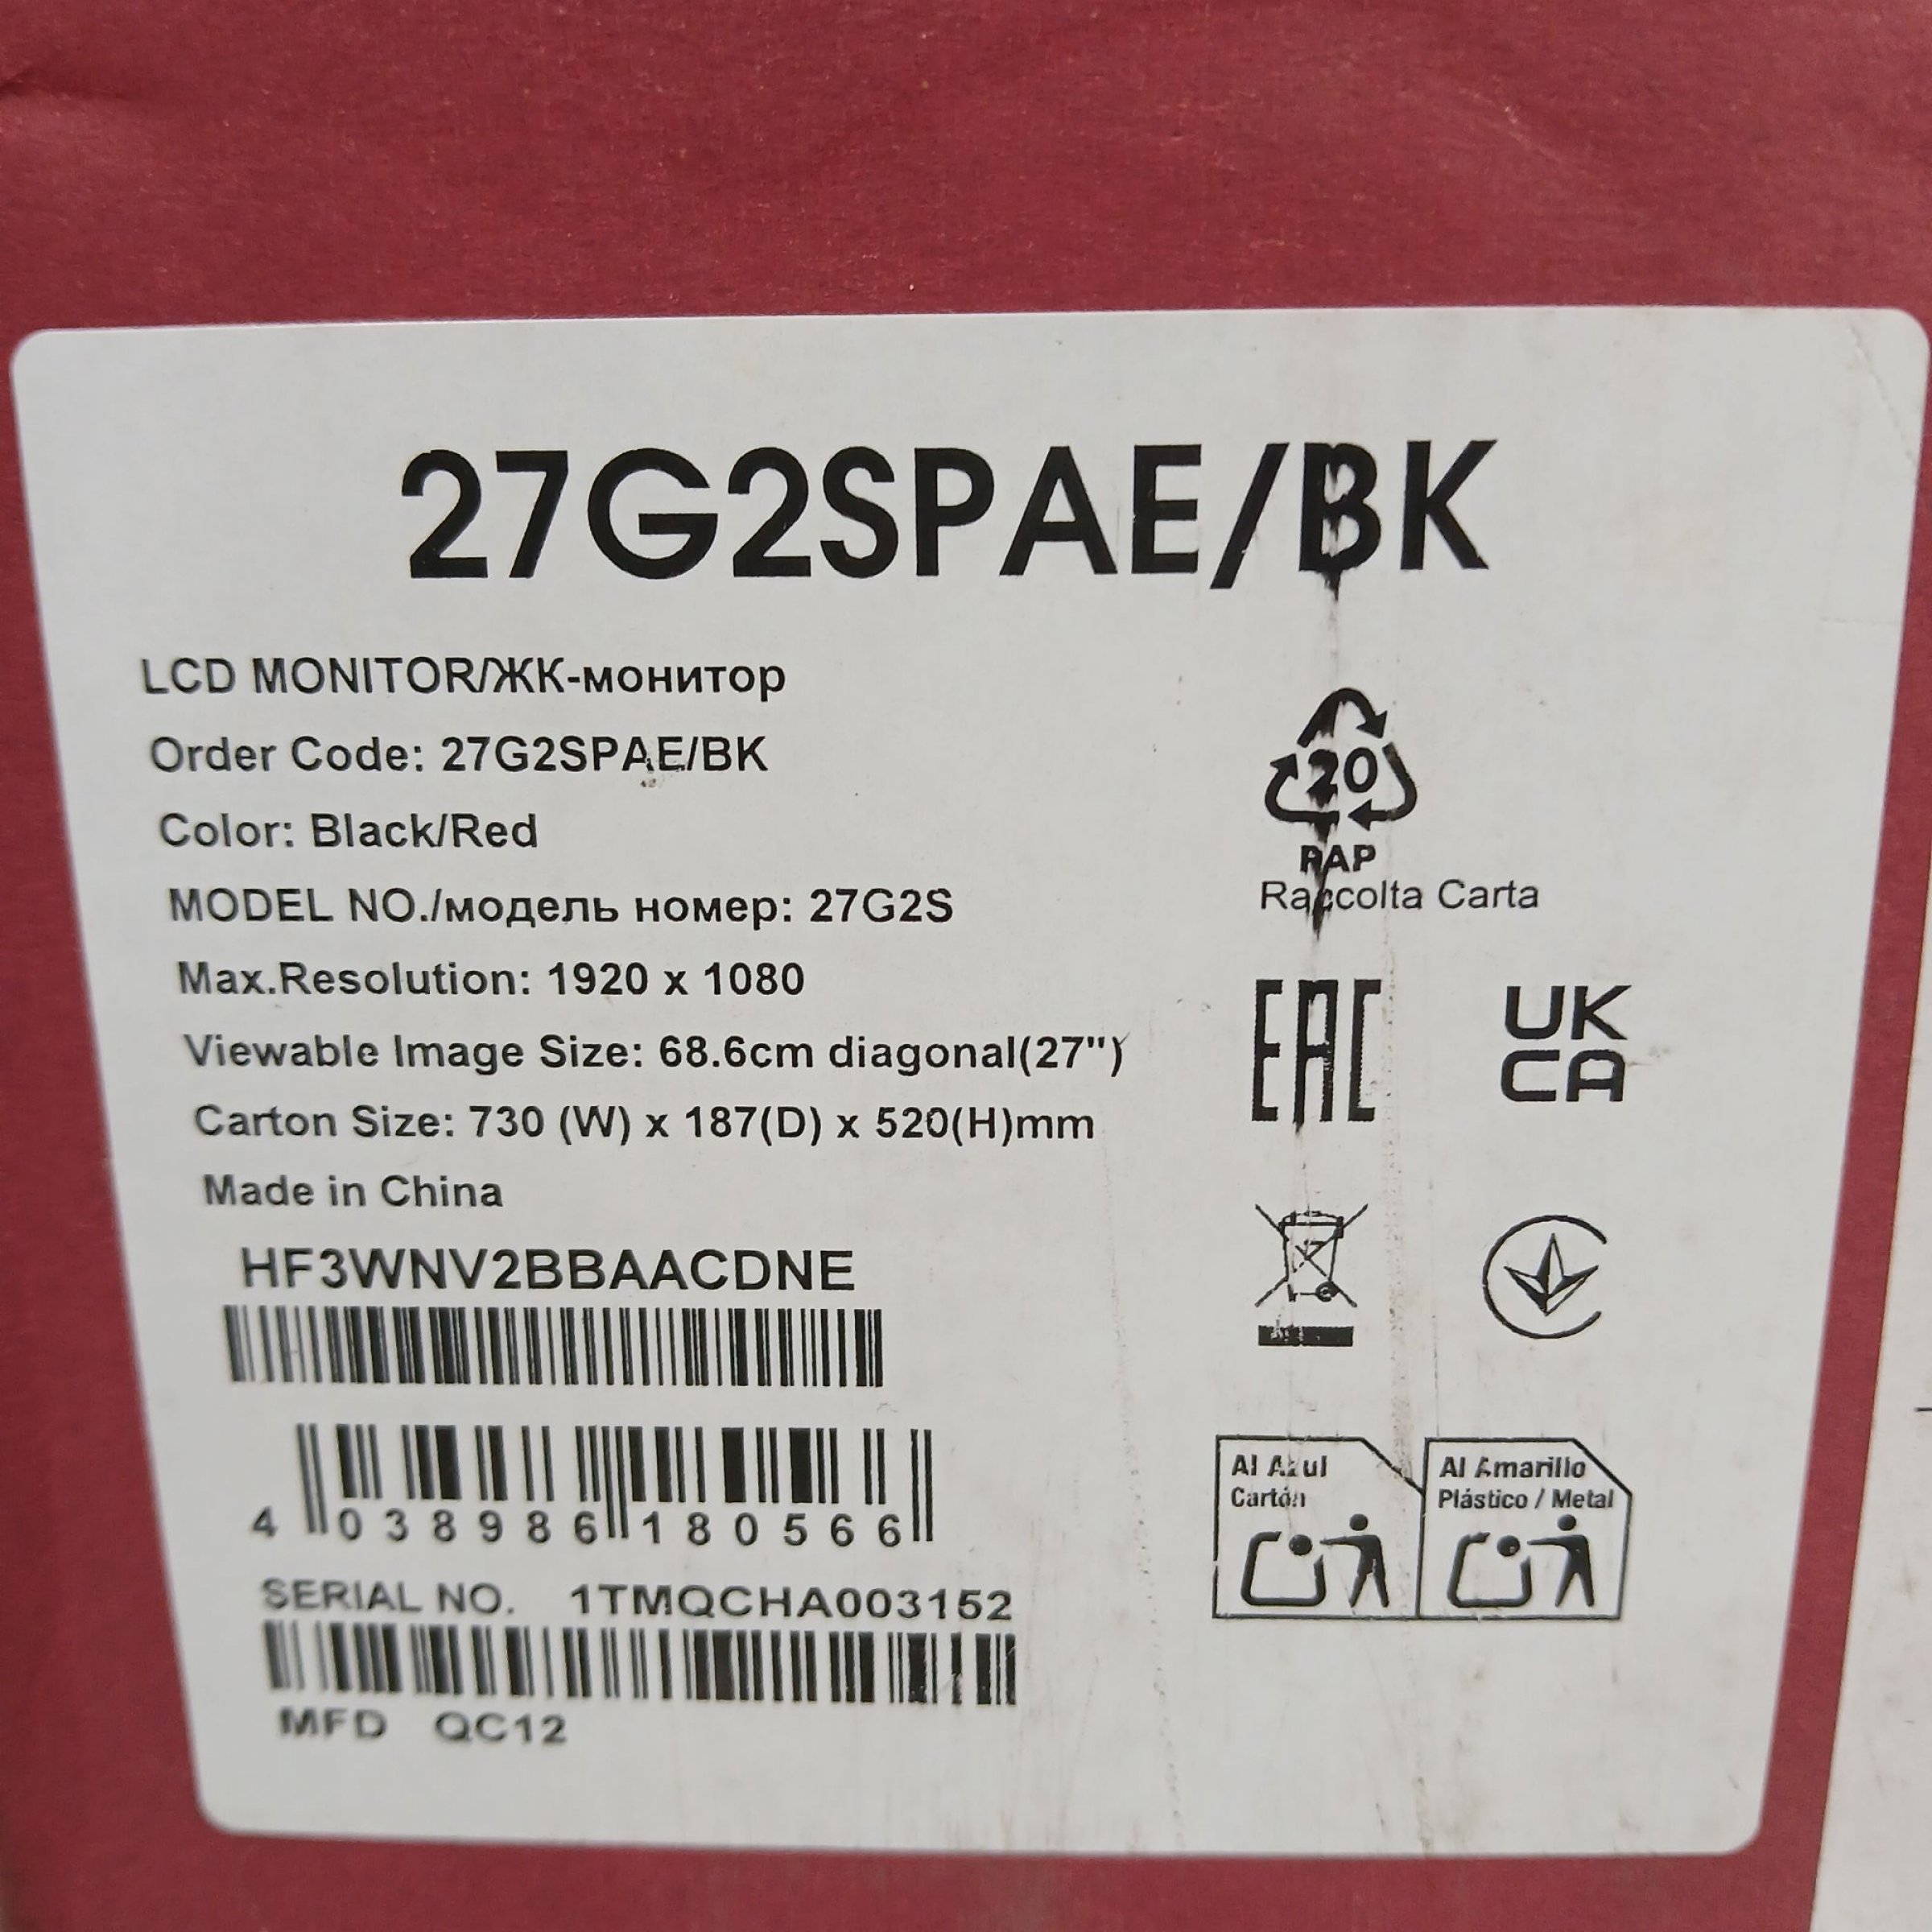 27G2SPAE/BK
LCD MONITOR/ЖК-монитор
Order Code: 27G2SPAE/BK
Color: Black/Red
MODEL NO./модель номер: 27G2S
Max.Resolution: 1920 x 1080
Viewable Image Size: 68.6cm diagonal(27")
Carton Size: 730 (W) x 187(D) x 520(H)mm
Made in China
HF3WNV2BBAACDNE
4 038986 180566
SERIAL NO. 1TMQCHA003152
MFD QC12
20
PAP
Raccolta Carta
EAC
UK
CA
Al Azul
Cartón
Al Amarillo
Plástico / Metal